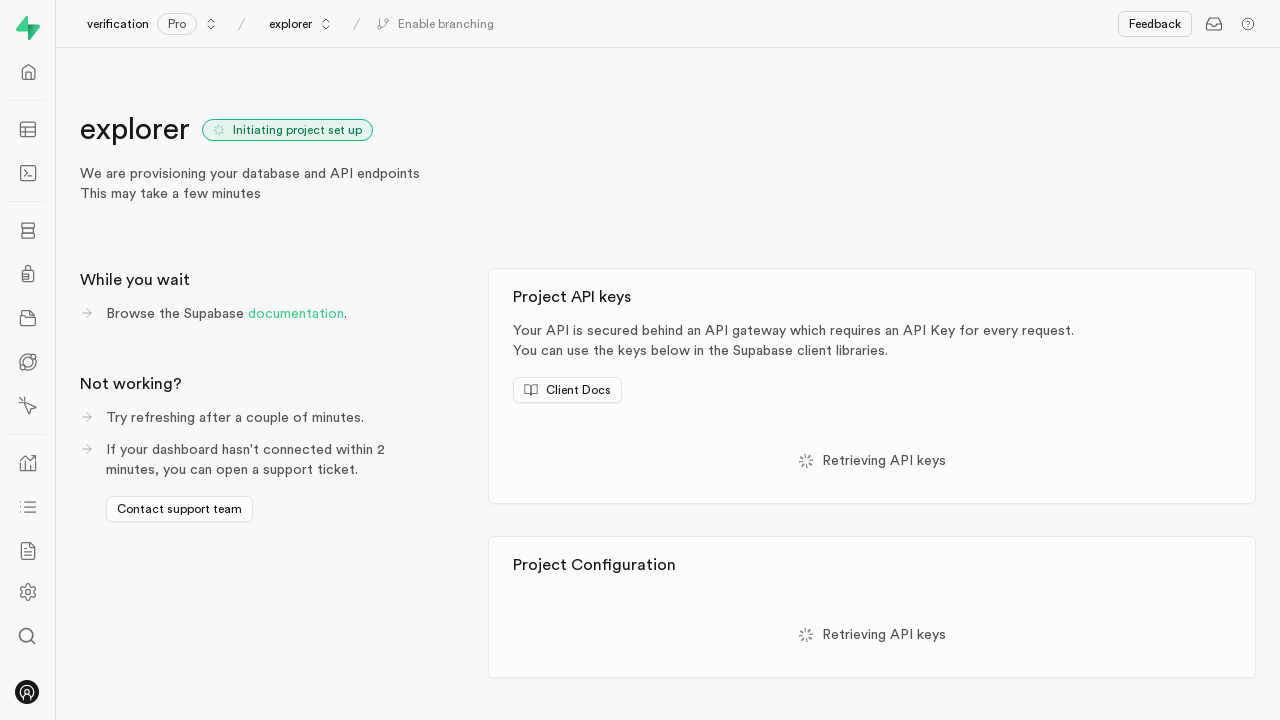 verification Pro / explorer / Enable branching Feedback
explorer Initiating project set up
We are provisioning your database and API endpoints
This may take a few minutes
While you wait
Browse the Supabase documentation.
Not working?
Try refreshing after a couple of minutes.
If your dashboard hasn't connected within 2
minutes, you can open a support ticket.
Contact support team
Project API keys
Your API is secured behind an API gateway which requires an API Key for every request.
You can use the keys below in the Supabase client libraries.
Client Docs
Retrieving API keys
Project Configuration
Retrieving API keys